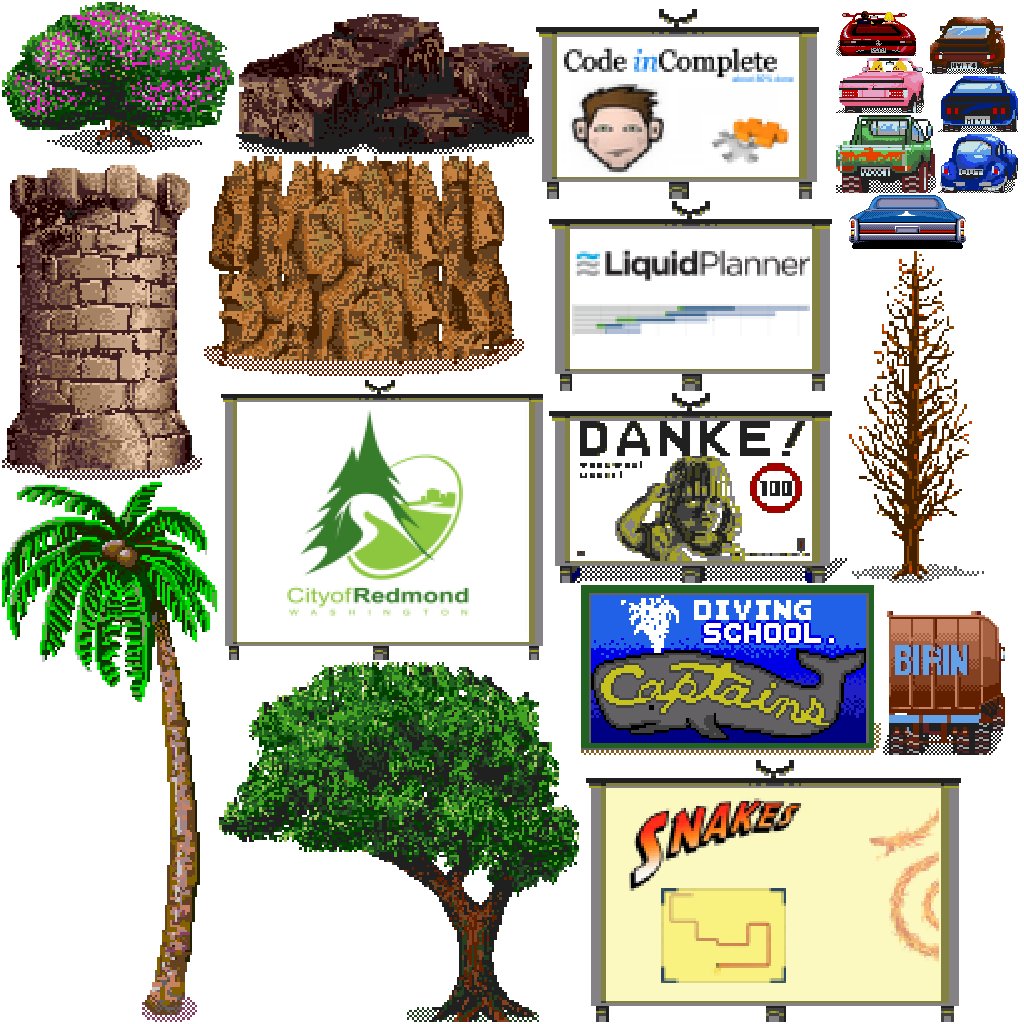 Code inComplete
LiquidPlanner
CityofRedmond
WASHINGTON
DANKE!
100
DIVING
SCHOOL.
Captains
BIRIN
SNAKES